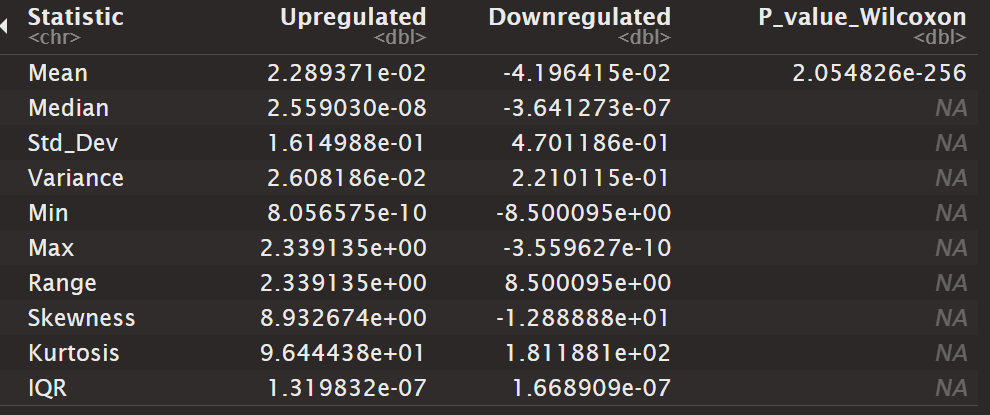 Statistic Upregulated Downregulated P_value_Wilcoxon
<chr> <dbl> <dbl> <dbl>
Mean 2.289371e-02 -4.196415e-02 2.054826e-256
Median 2.559030e-08 -3.641273e-07 NA
Std_Dev 1.614988e-01 4.701186e-01 NA
Variance 2.608186e-02 2.210115e-01 NA
Min 8.056575e-10 -8.500095e+00 NA
Max 2.339135e+00 -3.559627e-10 NA
Range 2.339135e+00 8.500095e+00 NA
Skewness 8.932674e+00 -1.288888e+01 NA
Kurtosis 9.644438e+01 1.811881e+02 NA
IQR 1.319832e-07 1.668909e-07 NA